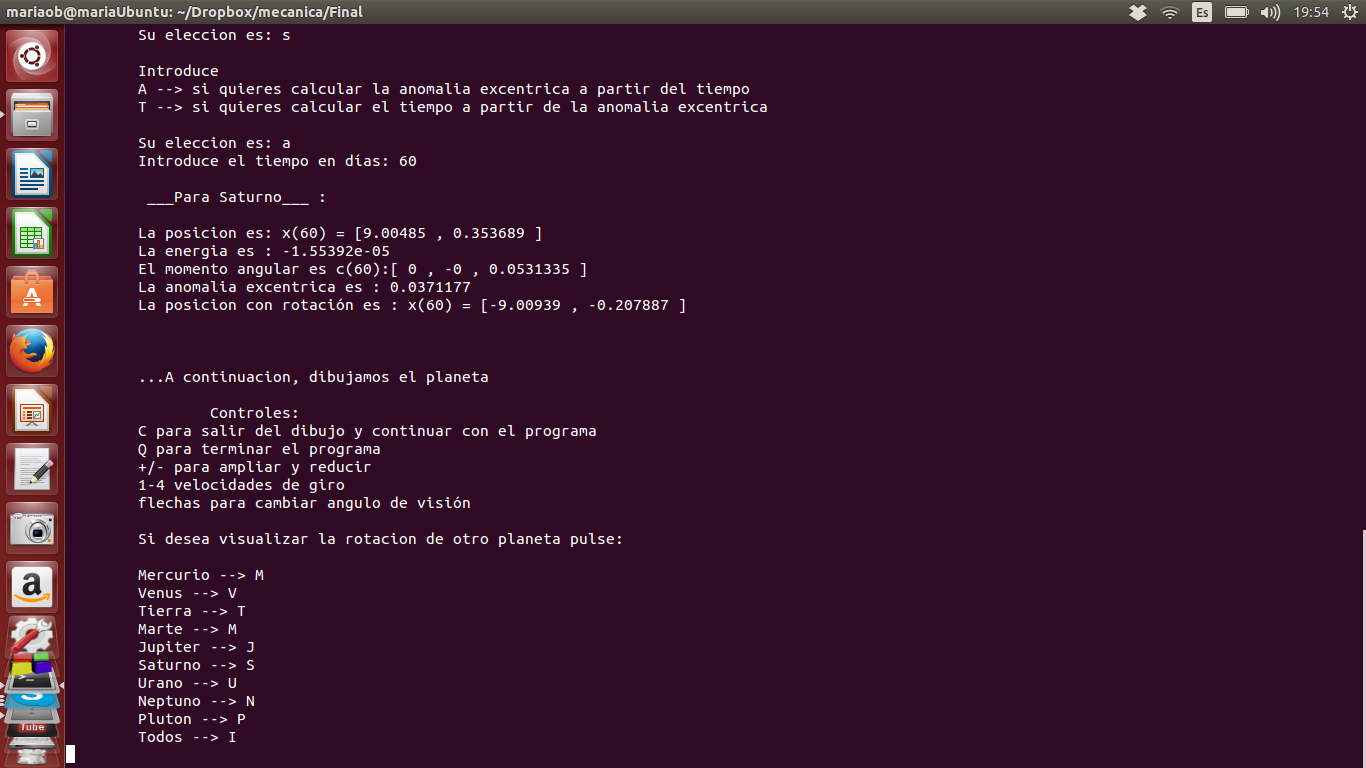 mariaob@mariaUbuntu: ~/Dropbox/mecanica/Final
Es
19:54
Su eleccion es: s
Introduce
A --> si quieres calcular la anomalia excentrica a partir del tiempo
T --> si quieres calcular el tiempo a partir de la anomalia excentrica
Su eleccion es: a
Introduce el tiempo en días: 60
___Para Saturno___ :
La posicion es: x(60) = [9.00485 , 0.353689 ]
La energia es : -1.55392e-05
El momento angular es c(60):[ 0 , -0 , 0.0531335 ]
La anomalia excentrica es : 0.0371177
La posicion con rotación es : x(60) = [-9.00939 , -0.207887 ]
...A continuacion, dibujamos el planeta
Controles:
C para salir del dibujo y continuar con el programa
Q para terminar el programa
+/- para ampliar y reducir
1-4 velocidades de giro
flechas para cambiar angulo de visión
Si desea visualizar la rotacion de otro planeta pulse:
Mercurio --> M
Venus --> V
Tierra --> T
Marte --> M
Jupiter --> J
Saturno --> S
Urano --> U
Neptuno --> N
Pluton --> P
Todos --> I
a
S
Tube